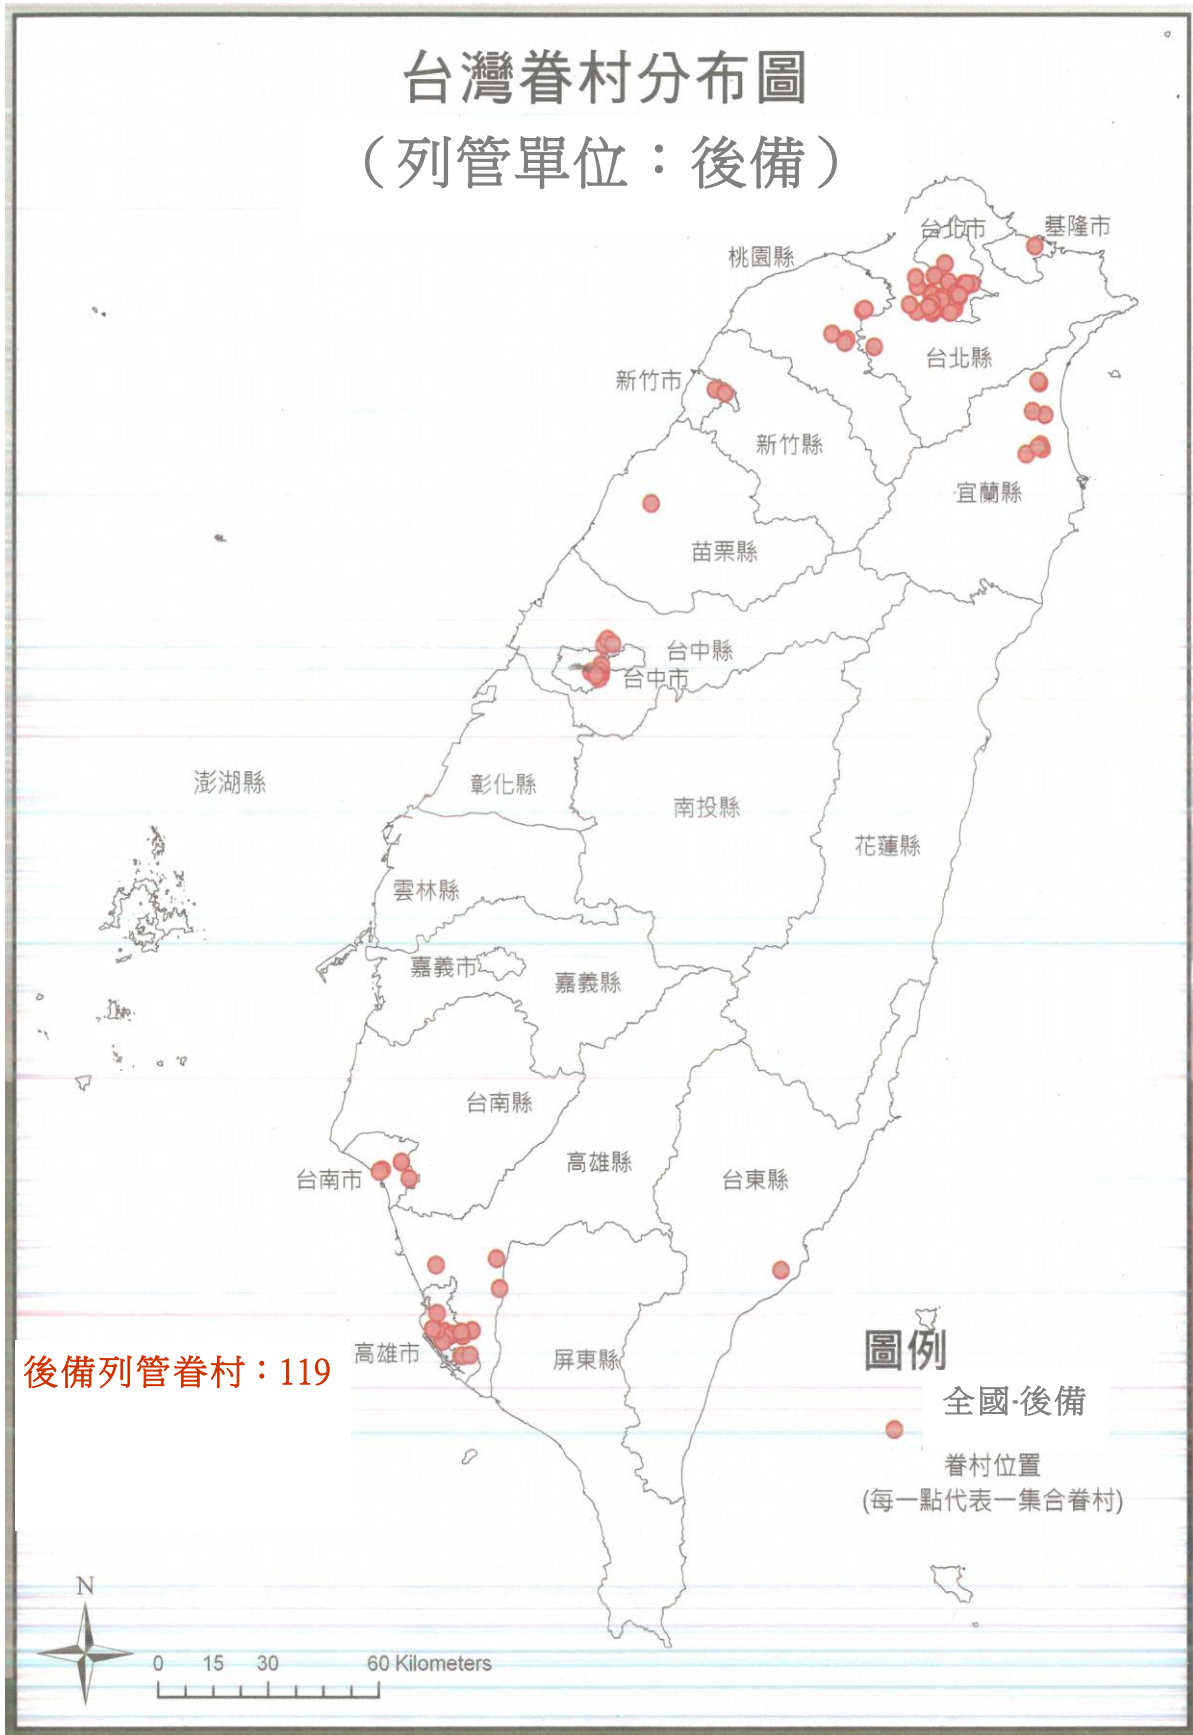 台灣眷村分布圖
（列管單位：後備）
台北市
基隆市
桃園縣
台北縣
新竹市
新竹縣
宜蘭縣
苗栗縣
台中縣
台中市
澎湖縣
彰化縣
南投縣
花蓮縣
雲林縣
嘉義市
嘉義縣
台南縣
高雄縣
台南市
台東縣
高雄市
屏東縣
後備列管眷村：119
圖例
全國-後備
眷村位置
(每一點代表一集合眷村)
N
0 15 30 60 Kilometers